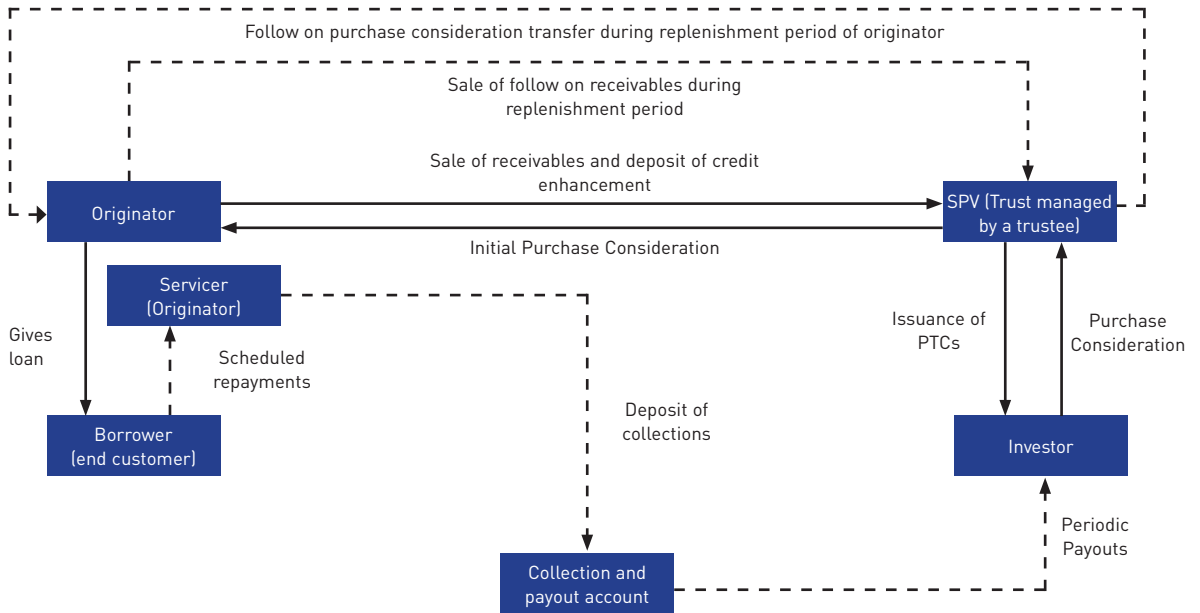 Follow on purchase consideration transfer during replenishment period of originator
Sale of follow on receivables during
replenishment period
Sale of receivables and deposit of credit
enhancement
Originator
SPV (Trust managed
by a trustee)
Initial Purchase Consideration
Servicer
(Originator)
Gives
loan
Scheduled
repayments
Issuance of
PTCs
Purchase
Consideration
Deposit of
collections
Borrower
(end customer)
Investor
Periodic
Payouts
Collection and
payout account